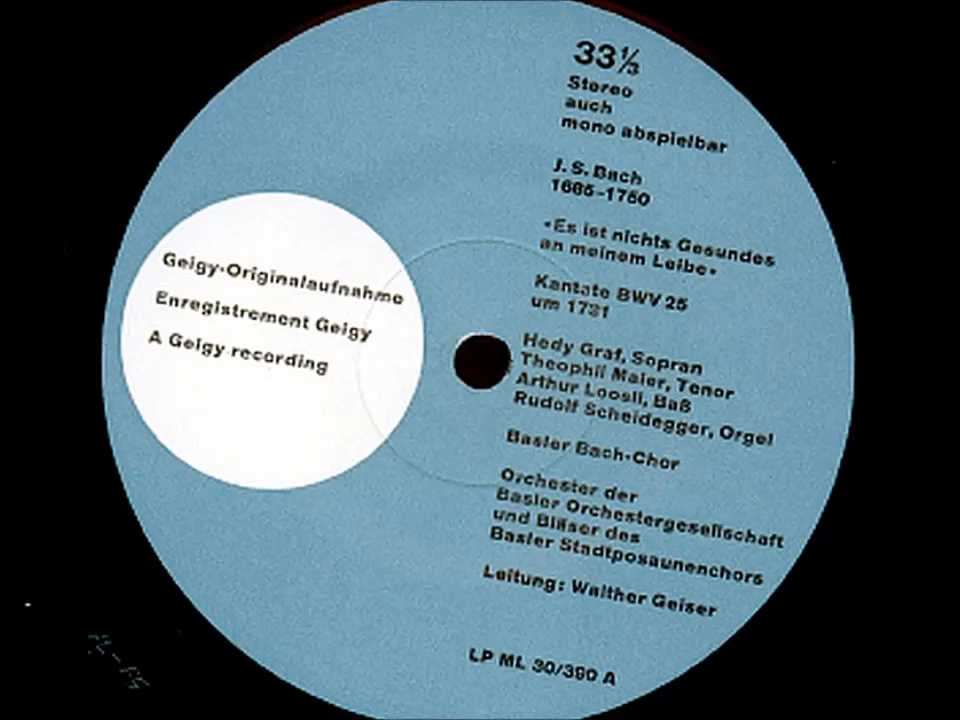 33⅓
Stereo
auch
mono abspielbar
J. S. Bach
1685-1750
«Es ist nichts Gesundes
an meinem Leibe»
Kantate BWV 25
um 1731
Hedy Graf, Sopran
Theophil Maier, Tenor
Arthur Loosli, Baß
Rudolf Scheidegger, Orgel
Basler Bach-Chor
Orchester der
Basler Orchestergesellschaft
und Bläser des
Basler Stadtposaunenchors
Leitung: Walther Geiser
LP ML 30/390 A
Geigy-Originalaufnahme
Enregistrement Geigy
A Geigy recording